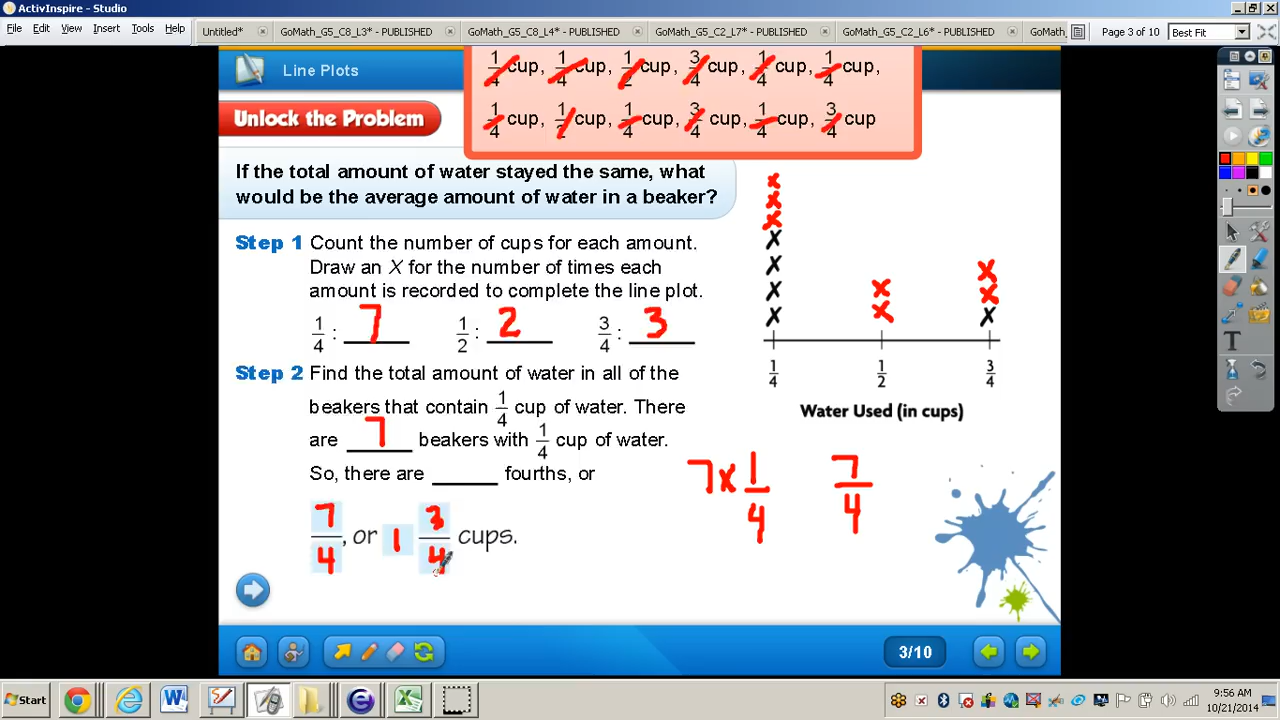 ActivInspire - Studio
File Edit View Insert Tools Help
Untitled* GoMath_G5_C8_L3* - PUBLISHED GoMath_G5_C3_L4* - PUBLISHED GoMath_G5_C2_L7* - PUBLISHED GoMath_G5_C2_L6* - PUBLISHED GoMath
Page 3 of 10 Best Fit
Line Plots
1/4 cup, 1/4 cup, 1/2 cup, 3/4 cup, 1/4 cup, 1/4 cup,
1/4 cup, 1/2 cup, 1/4 cup, 3/4 cup, 1/4 cup, 3/4 cup
Unlock the Problem
If the total amount of water stayed the same, what
would be the average amount of water in a beaker?
Step 1 Count the number of cups for each amount.
Draw an X for the number of times each
amount is recorded to complete the line plot.
1/4 : 7 1/2 : 2 3/4 : 3
Step 2 Find the total amount of water in all of the
beakers that contain 1/4 cup of water. There
are 7 beakers with 1/4 cup of water.
So, there are ______ fourths, or
7/4, or 1 3/4 cups.
X X X
X X X
X X X
X
X
X
X
1/4 1/2 3/4
Water Used (in cups)
7 x 1/4 7/4
3/10
Start
9:56 AM
10/21/2014